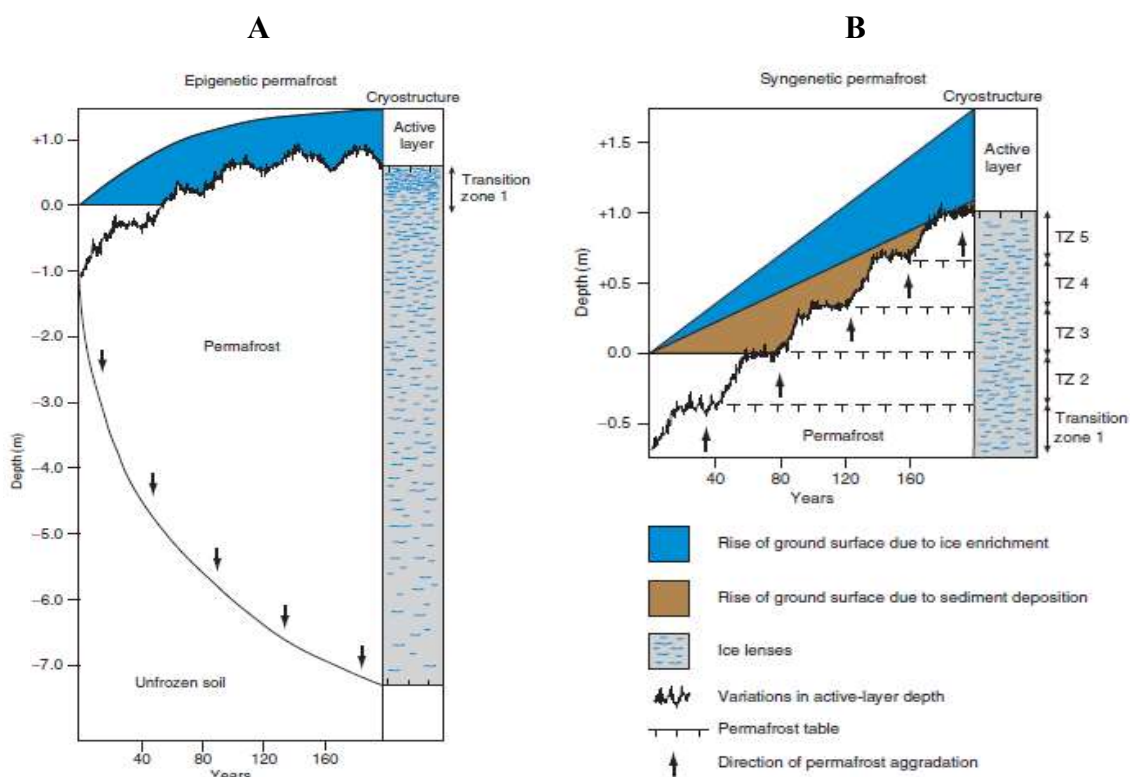 A
Epigenetic permafrost
Cryostructure
Active
layer
Transition
zone 1
+1.0
0.0
−1.0
−2.0
−3.0
−4.0
−5.0
−6.0
−7.0
Depth (m)
Permafrost
Unfrozen soil
40 80 120 160
Years
B
Syngenetic permafrost
Cryostructure
Active
layer
+1.5
+1.0
+0.5
0.0
−0.5
Depth (m)
TZ 5
TZ 4
TZ 3
TZ 2
Transition
zone 1
Permafrost
40 80 120 160
Years
Rise of ground surface due to ice enrichment
Rise of ground surface due to sediment deposition
Ice lenses
Variations in active-layer depth
Permafrost table
Direction of permafrost aggradation